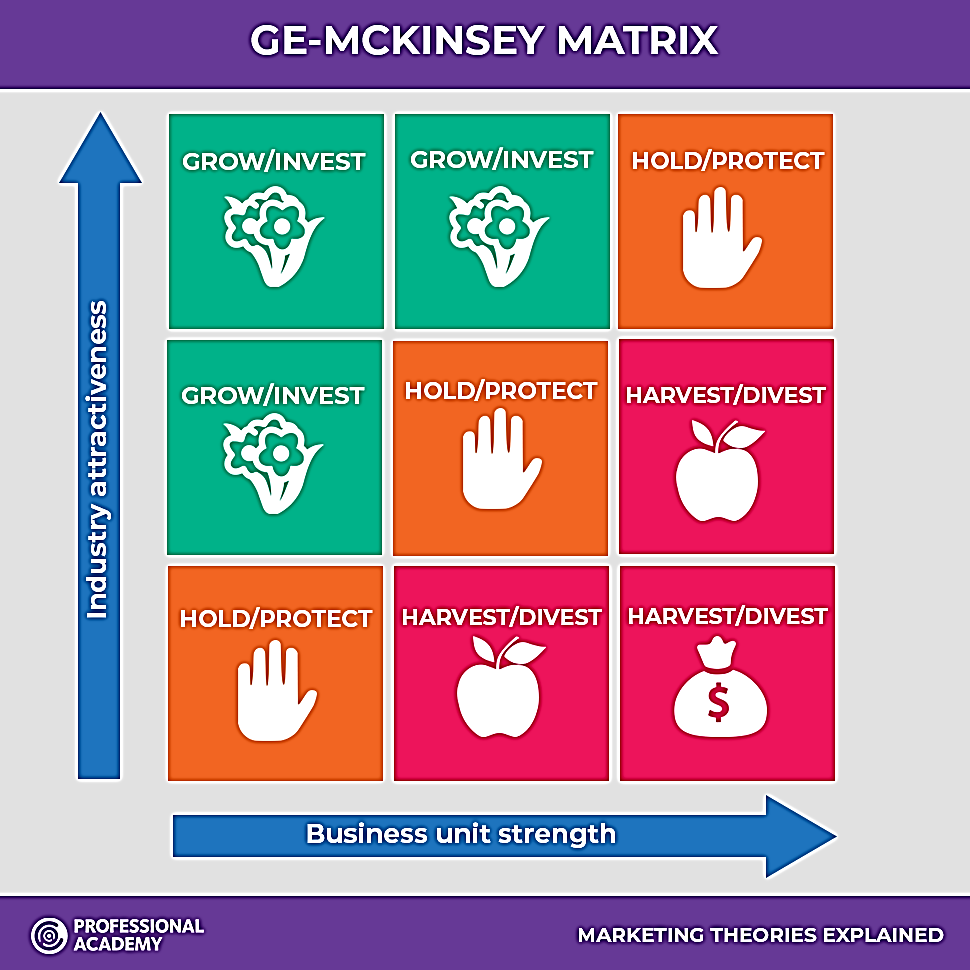 GE-MCKINSEY MATRIX
GROW/INVEST
GROW/INVEST
HOLD/PROTECT
GROW/INVEST
HOLD/PROTECT
HARVEST/DIVEST
HOLD/PROTECT
HARVEST/DIVEST
HARVEST/DIVEST
$
Industry attractiveness
Business unit strength
PROFESSIONAL
ACADEMY
MARKETING THEORIES EXPLAINED